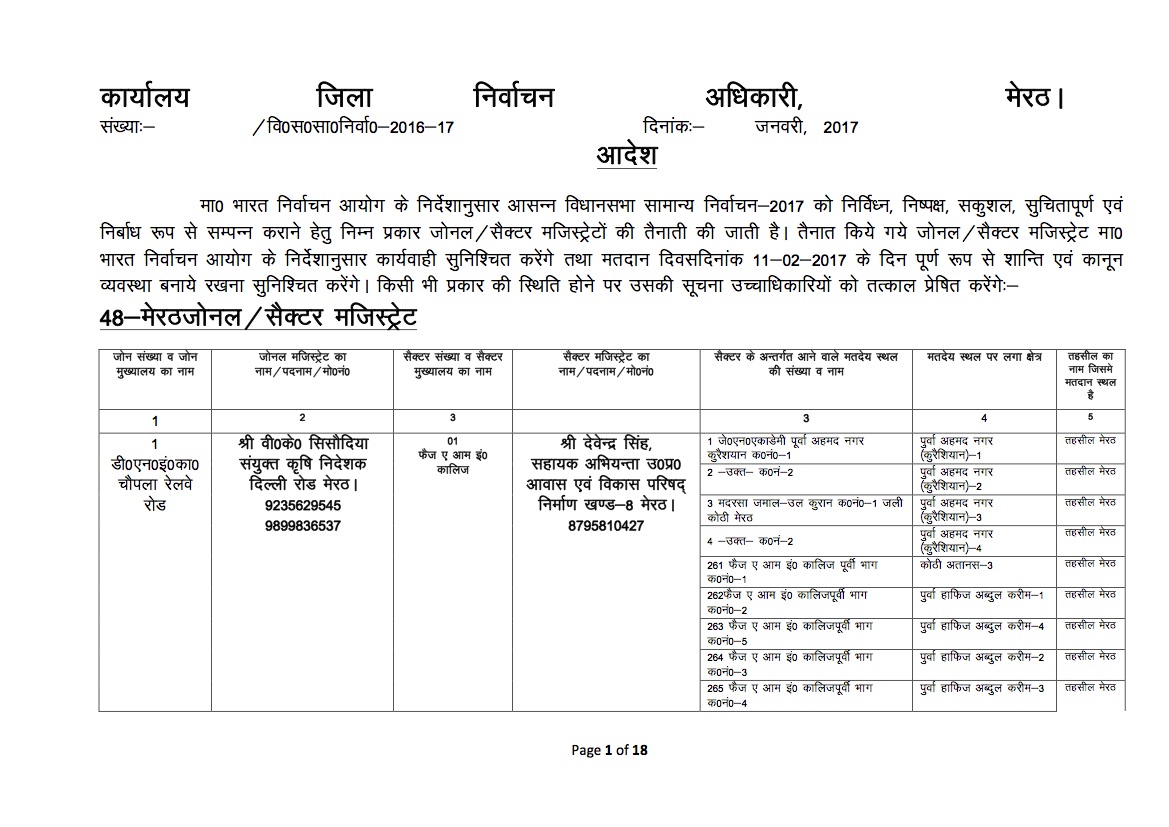 कार्यालय जिला निर्वाचन अधिकारी, मेरठ।
संख्याः– /वि0स0सा0निर्वा0–2016–17 दिनांकः– जनवरी, 2017
आदेश
मा0 भारत निर्वाचन आयोग के निर्देशानुसार आसन्न विधानसभा सामान्य निर्वाचन–2017 को निर्विध्न, निष्पक्ष, सकुशल, सुचितापूर्ण एवं
निर्बाध रूप से सम्पन्न कराने हेतु निम्न प्रकार जोनल/सैक्टर मजिस्ट्रेटों की तैनाती की जाती है। तैनात किये गये जोनल/सैक्टर मजिस्ट्रेट मा0
भारत निर्वाचन आयोग के निर्देशानुसार कार्यवाही सुनिश्चित करेंगे तथा मतदान दिवसदिनांक 11–02–2017 के दिन पूर्ण रूप से शान्ति एवं कानून
व्यवस्था बनाये रखना सुनिश्चित करेंगे। किसी भी प्रकार की स्थिति होने पर उसकी सूचना उच्चाधिकारियों को तत्काल प्रेषित करेंगेः–
48–मेरठजोनल/सैक्टर मजिस्ट्रेट
जोन संख्या व जोन
मुख्यालय का नाम
जोनल मजिस्ट्रेट का
नाम/पदनाम/मो0नं0
सैक्टर संख्या व सैक्टर
मुख्यालय का नाम
सैक्टर मजिस्ट्रेट का
नाम/पदनाम/मो0नं0
सैक्टर के अन्तर्गत आने वाले मतदेय स्थल
की संख्या व नाम
मतदेय स्थल पर लगा क्षेत्र
तहसील का
नाम जिसमे
मतदान स्थल
है
1 2 3 3 4 5
1
डी0एन0इं0का0
चौपला रेलवे
रोड
श्री वी0के0 सिसौदिया
संयुक्त कृषि निदेशक
दिल्ली रोड मेरठ।
9235629545
9899836537
01
फैज ए आम इं0
कालिज
श्री देवेन्द्र सिंह,
सहायक अभियन्ता उ0प्र0
आवास एवं विकास परिषद्
निर्माण खण्ड–8 मेरठ।
8795810427
1 जे0एन0एकाडेमी पूर्वा अहमद नगर
कुरैशयान क0नं0–1
पुर्वा अहमद नगर
(कुरैशियान)–1
तहसील मेरठ
2 –उक्त– क0नं–2
पुर्वा अहमद नगर
(कुरैशियान)–2
तहसील मेरठ
3 मदरसा जमाल–उल कुरान क0नं0–1 जली
कोठी मेरठ
पुर्वा अहमद नगर
(कुरैशियान)–3
तहसील मेरठ
4 –उक्त– क0नं–2
पुर्वा अहमद नगर
(कुरैशियान)–4
तहसील मेरठ
261 फैज ए आम इं0 कालिज पूर्वी भाग
क0नं0–1
कोठी अतानस–3
तहसील मेरठ
262फैज ए आम इं0 कालिजपूर्वी भाग
क0नं0–2
पुर्वा हाफिज अब्दुल करीम–1
तहसील मेरठ
263 फैज ए आम इं0 कालिजपूर्वी भाग
क0नं0–5
पुर्वा हाफिज अब्दुल करीम–4
तहसील मेरठ
264 फैज ए आम इं0 कालिजपूर्वी भाग
क0नं0–3
पुर्वा हाफिज अब्दुल करीम–2
तहसील मेरठ
265 फैज ए आम इं0 कालिजपूर्वी भाग
क0नं0–4
पुर्वा हाफिज अब्दुल करीम–3
तहसील मेरठ
Page 1 of 18